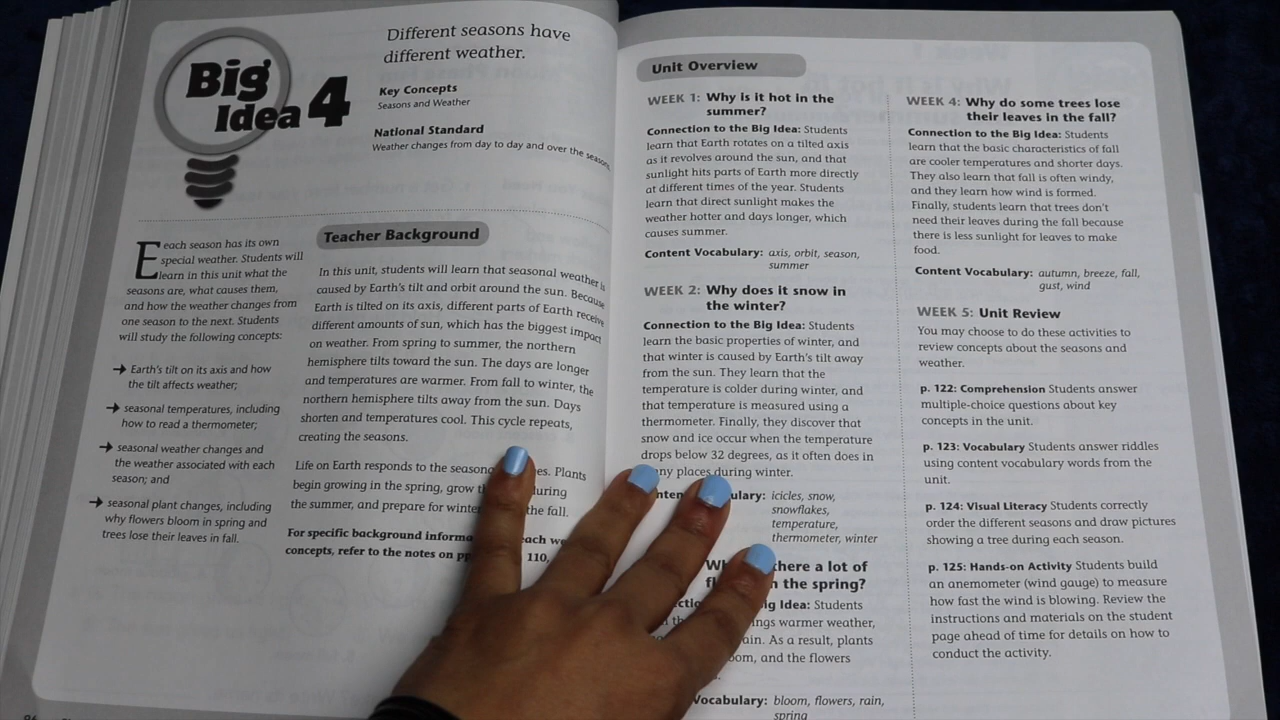 Big
Idea 4
Different seasons have
different weather.
Key Concepts
Seasons and Weather
National Standard
Weather changes from day to day and over the seasons.
Each season has its own
special weather. Students will
learn in this unit what the
seasons are, what causes them,
and how the weather changes from
one season to the next. Students
will study the following concepts:
→ Earth's tilt on its axis and how
the tilt affects weather;
→ seasonal temperatures, including
how to read a thermometer;
→ seasonal weather changes and
the weather associated with each
season; and
→ seasonal plant changes, including
why flowers bloom in spring and
trees lose their leaves in fall.
Teacher Background
In this unit, students will learn that seasonal weather is
caused by Earth's tilt and orbit around the sun. Because
Earth is tilted on its axis, different parts of Earth receive
different amounts of sun, which has the biggest impact
on weather. From spring to summer, the northern
hemisphere tilts toward the sun. The days are longer
and temperatures are warmer. From fall to winter, the
northern hemisphere tilts away from the sun. Days
shorten and temperatures cool. This cycle repeats,
creating the seasons.
Life on Earth responds to the seasonal Plants
begin growing in the spring, grow during
the summer, and prepare for winter the fall.
For specific background each
concepts, refer to the notes on 110,
Unit Overview
WEEK 1: Why is it hot in the
summer?
Connection to the Big Idea: Students
learn that Earth rotates on a tilted axis
as it revolves around the sun, and that
sunlight hits parts of Earth more directly
at different times of the year. Students
learn that direct sunlight makes the
weather hotter and days longer, which
causes summer.
Content Vocabulary: axis, orbit, season,
summer
WEEK 2: Why does it snow in
the winter?
Connection to the Big Idea: Students
learn the basic properties of winter, and
that winter is caused by Earth's tilt away
from the sun. They learn that the
temperature is colder during winter, and
that temperature is measured using a
thermometer. Finally, they discover that
snow and ice occur when the temperature
drops below 32 degrees, as it often does in
many places during winter.
icicles, snow,
snowflakes,
temperature,
thermometer, winter
there a lot of
the spring?
Big Idea: Students
warmer weather,
rain. As a result, plants
and the flowers
Vocabulary: bloom, flowers, rain,
spring
WEEK 4: Why do some trees lose
their leaves in the fall?
Connection to the Big Idea: Students
learn that the basic characteristics of fall
are cooler temperatures and shorter days.
They also learn that fall is often windy,
and they learn how wind is formed.
Finally, students learn that trees don't
need their leaves during the fall because
there is less sunlight for leaves to make
food.
Content Vocabulary: autumn, breeze, fall,
gust, wind
WEEK 5: Unit Review
You may choose to do these activities to
review concepts about the seasons and
weather.
p. 122: Comprehension Students answer
multiple-choice questions about key
concepts in the unit.
p. 123: Vocabulary Students answer riddles
using content vocabulary words from the
unit.
p. 124: Visual Literacy Students correctly
order the different seasons and draw pictures
showing a tree during each season.
p. 125: Hands-on Activity Students build
an anemometer (wind gauge) to measure
how fast the wind is blowing. Review the
instructions and materials on the student
page ahead of time for details on how to
conduct the activity.